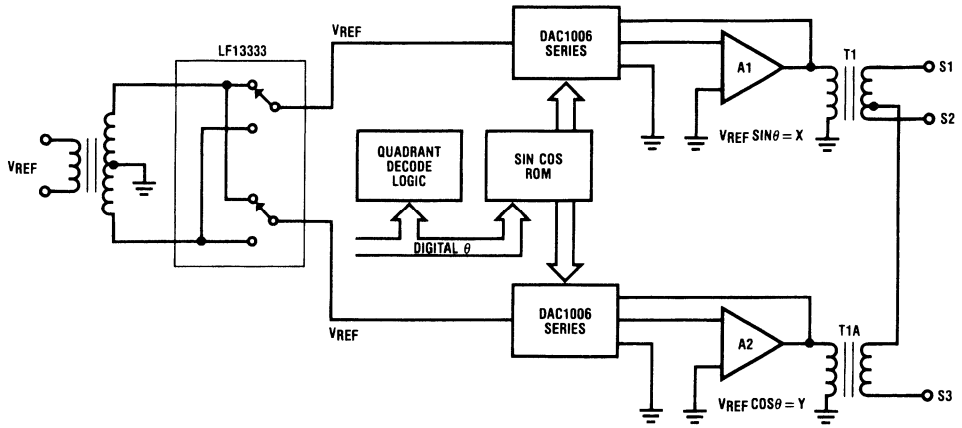 LF13333
VREF
DAC1006
SERIES
A1
T1
S1
S2
VREF SINθ = X
QUADRANT
DECODE
LOGIC
SIN COS
ROM
VREF
DIGITAL θ
VREF
DAC1006
SERIES
A2
T1A
S3
VREF COSθ = Y